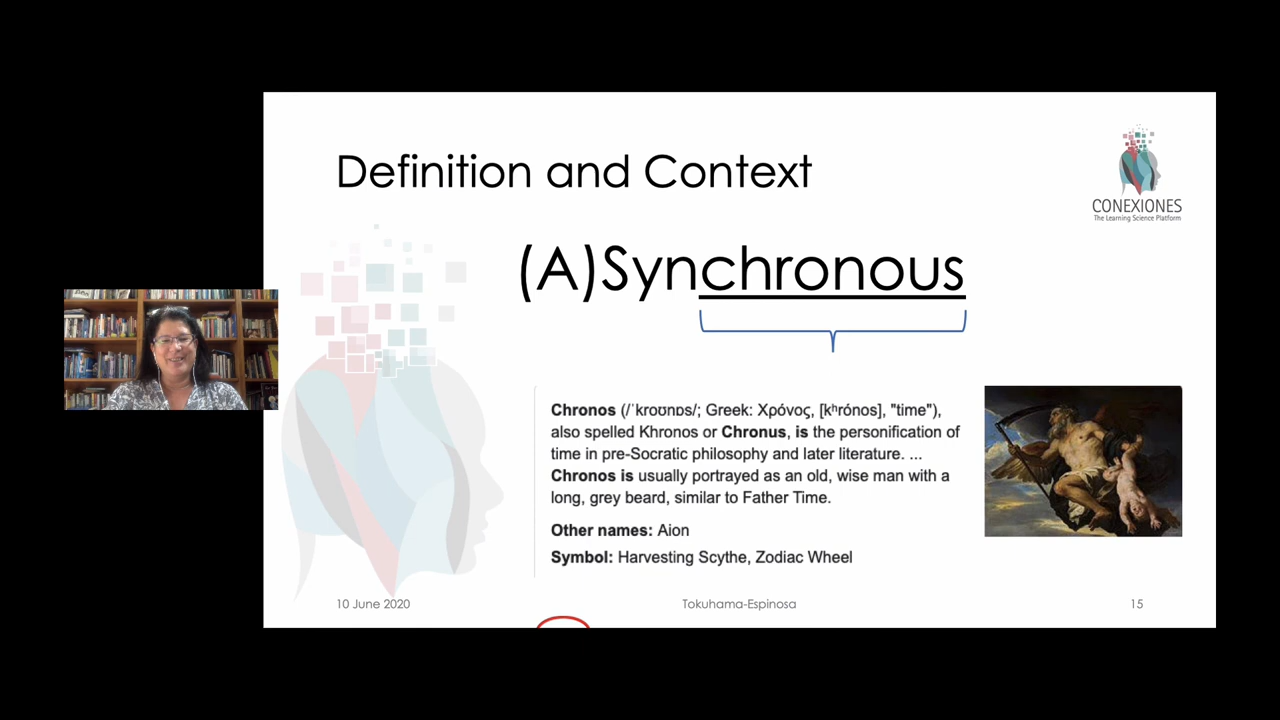 Definition and Context
CONEXIONES
The Learning Science Platform
(A)Synchronous
Chronos (/ˈkroʊnɒs/; Greek: Χρόνος, [kʰrónos], "time"),
also spelled Khronos or Chronus, is the personification of
time in pre-Socratic philosophy and later literature. ...
Chronos is usually portrayed as an old, wise man with a
long, grey beard, similar to Father Time.
Other names: Aion
Symbol: Harvesting Scythe, Zodiac Wheel
10 June 2020
Tokuhama-Espinosa
15